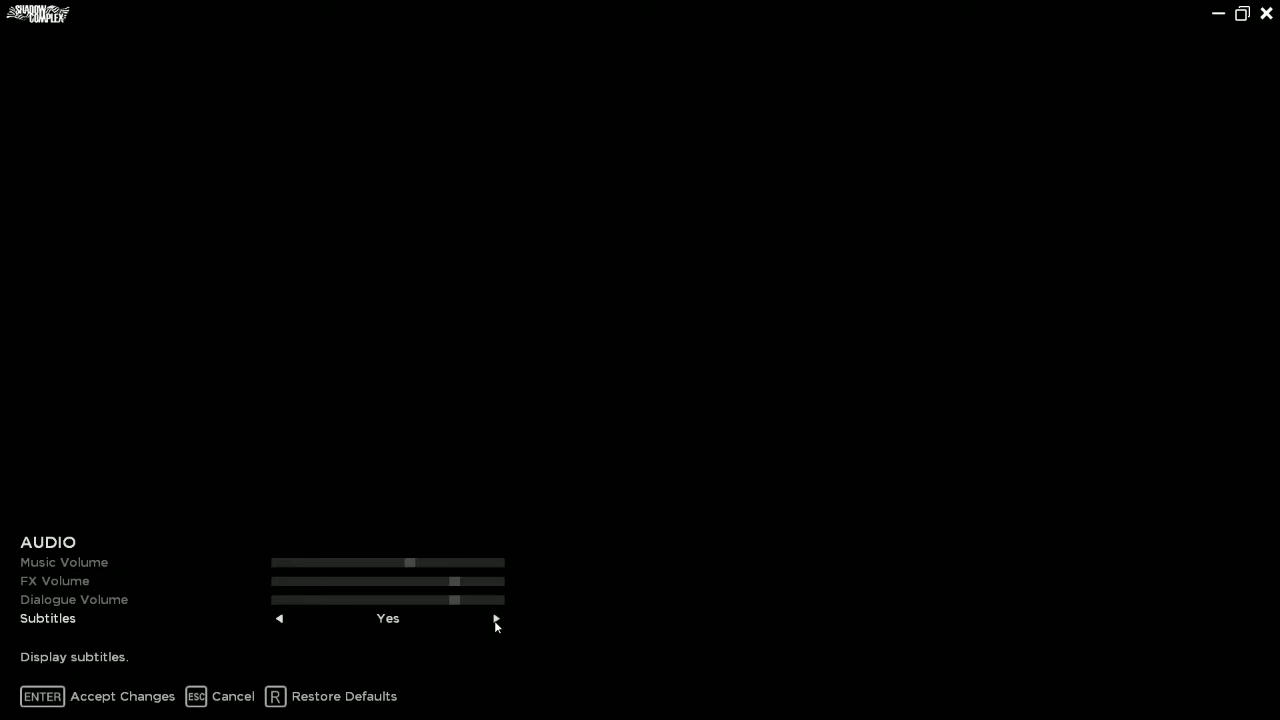 SHADOW
COMPLEX
AUDIO
Music Volume
FX Volume
Dialogue Volume
Subtitles Yes
Display subtitles.
ENTER Accept Changes ESC Cancel R Restore Defaults